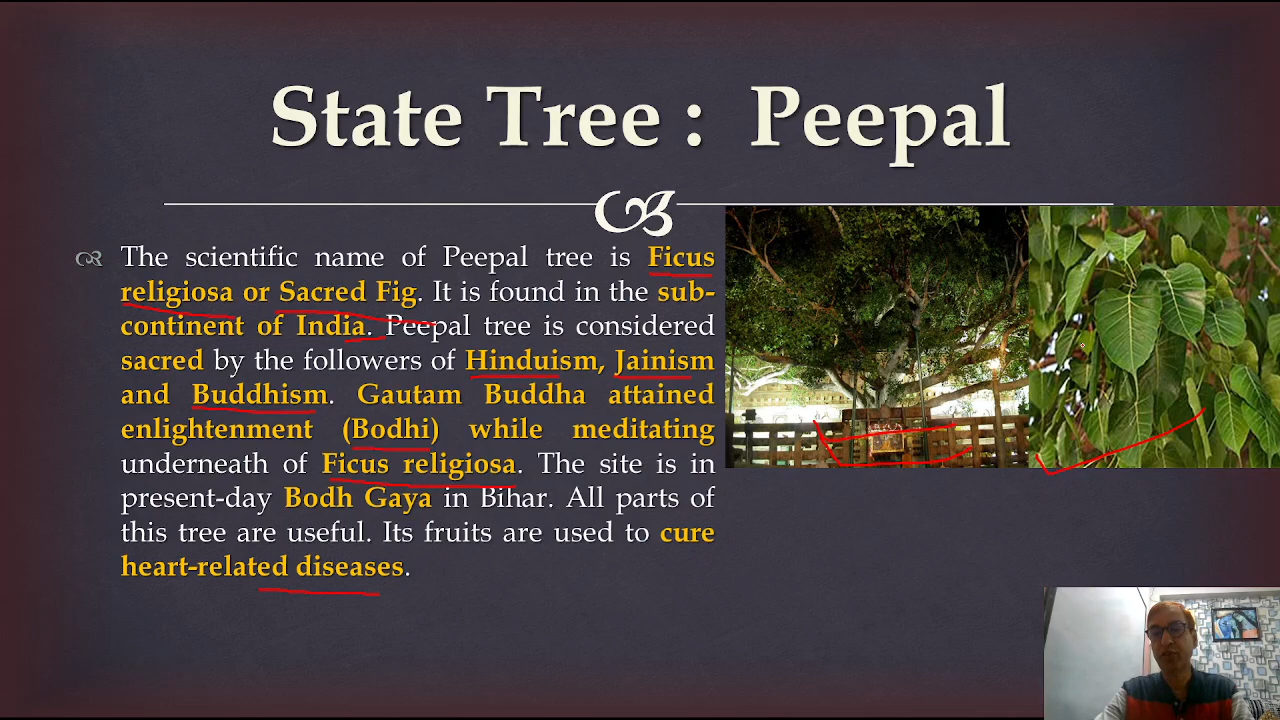 State Tree : Peepal
The scientific name of Peepal tree is Ficus
religiosa or Sacred Fig. It is found in the sub-
continent of India. Peepal tree is considered
sacred by the followers of Hinduism, Jainism
and Buddhism. Gautam Buddha attained
enlightenment (Bodhi) while meditating
underneath of Ficus religiosa. The site is in
present-day Bodh Gaya in Bihar. All parts of
this tree are useful. Its fruits are used to cure
heart-related diseases.